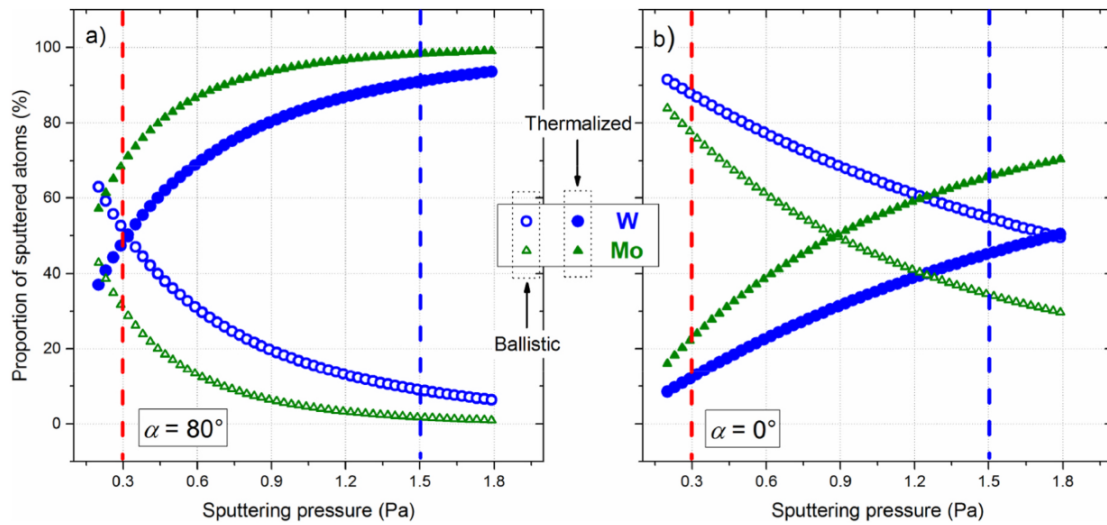 a)
b)
Proportion of sputtered atoms (%)
100
80
60
40
20
0
α = 80°
0.3 0.6 0.9 1.2 1.5 1.8
Sputtering pressure (Pa)
Thermalized
W
Mo
Ballistic
α = 0°
0.3 0.6 0.9 1.2 1.5 1.8
Sputtering pressure (Pa)